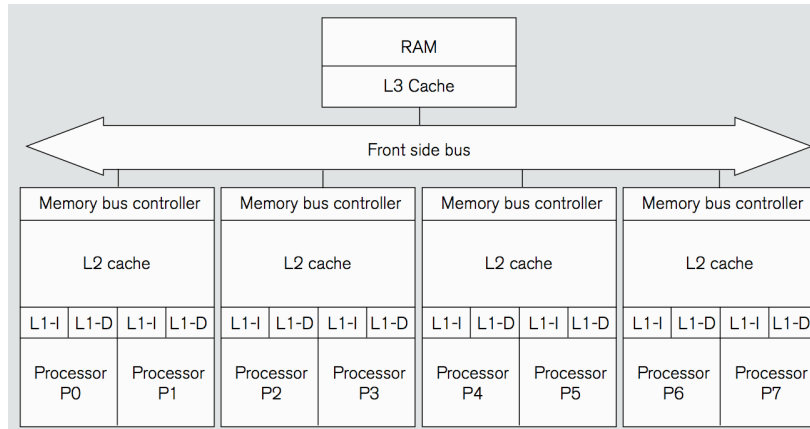 RAM
L3 Cache
Front side bus
Memory bus controller Memory bus controller Memory bus controller Memory bus controller
L2 cache L2 cache L2 cache L2 cache
L1-I L1-D L1-I L1-D L1-I L1-D L1-I L1-D L1-I L1-D L1-I L1-D L1-I L1-D L1-I L1-D
Processor Processor Processor Processor Processor Processor Processor Processor
P0 P1 P2 P3 P4 P5 P6 P7